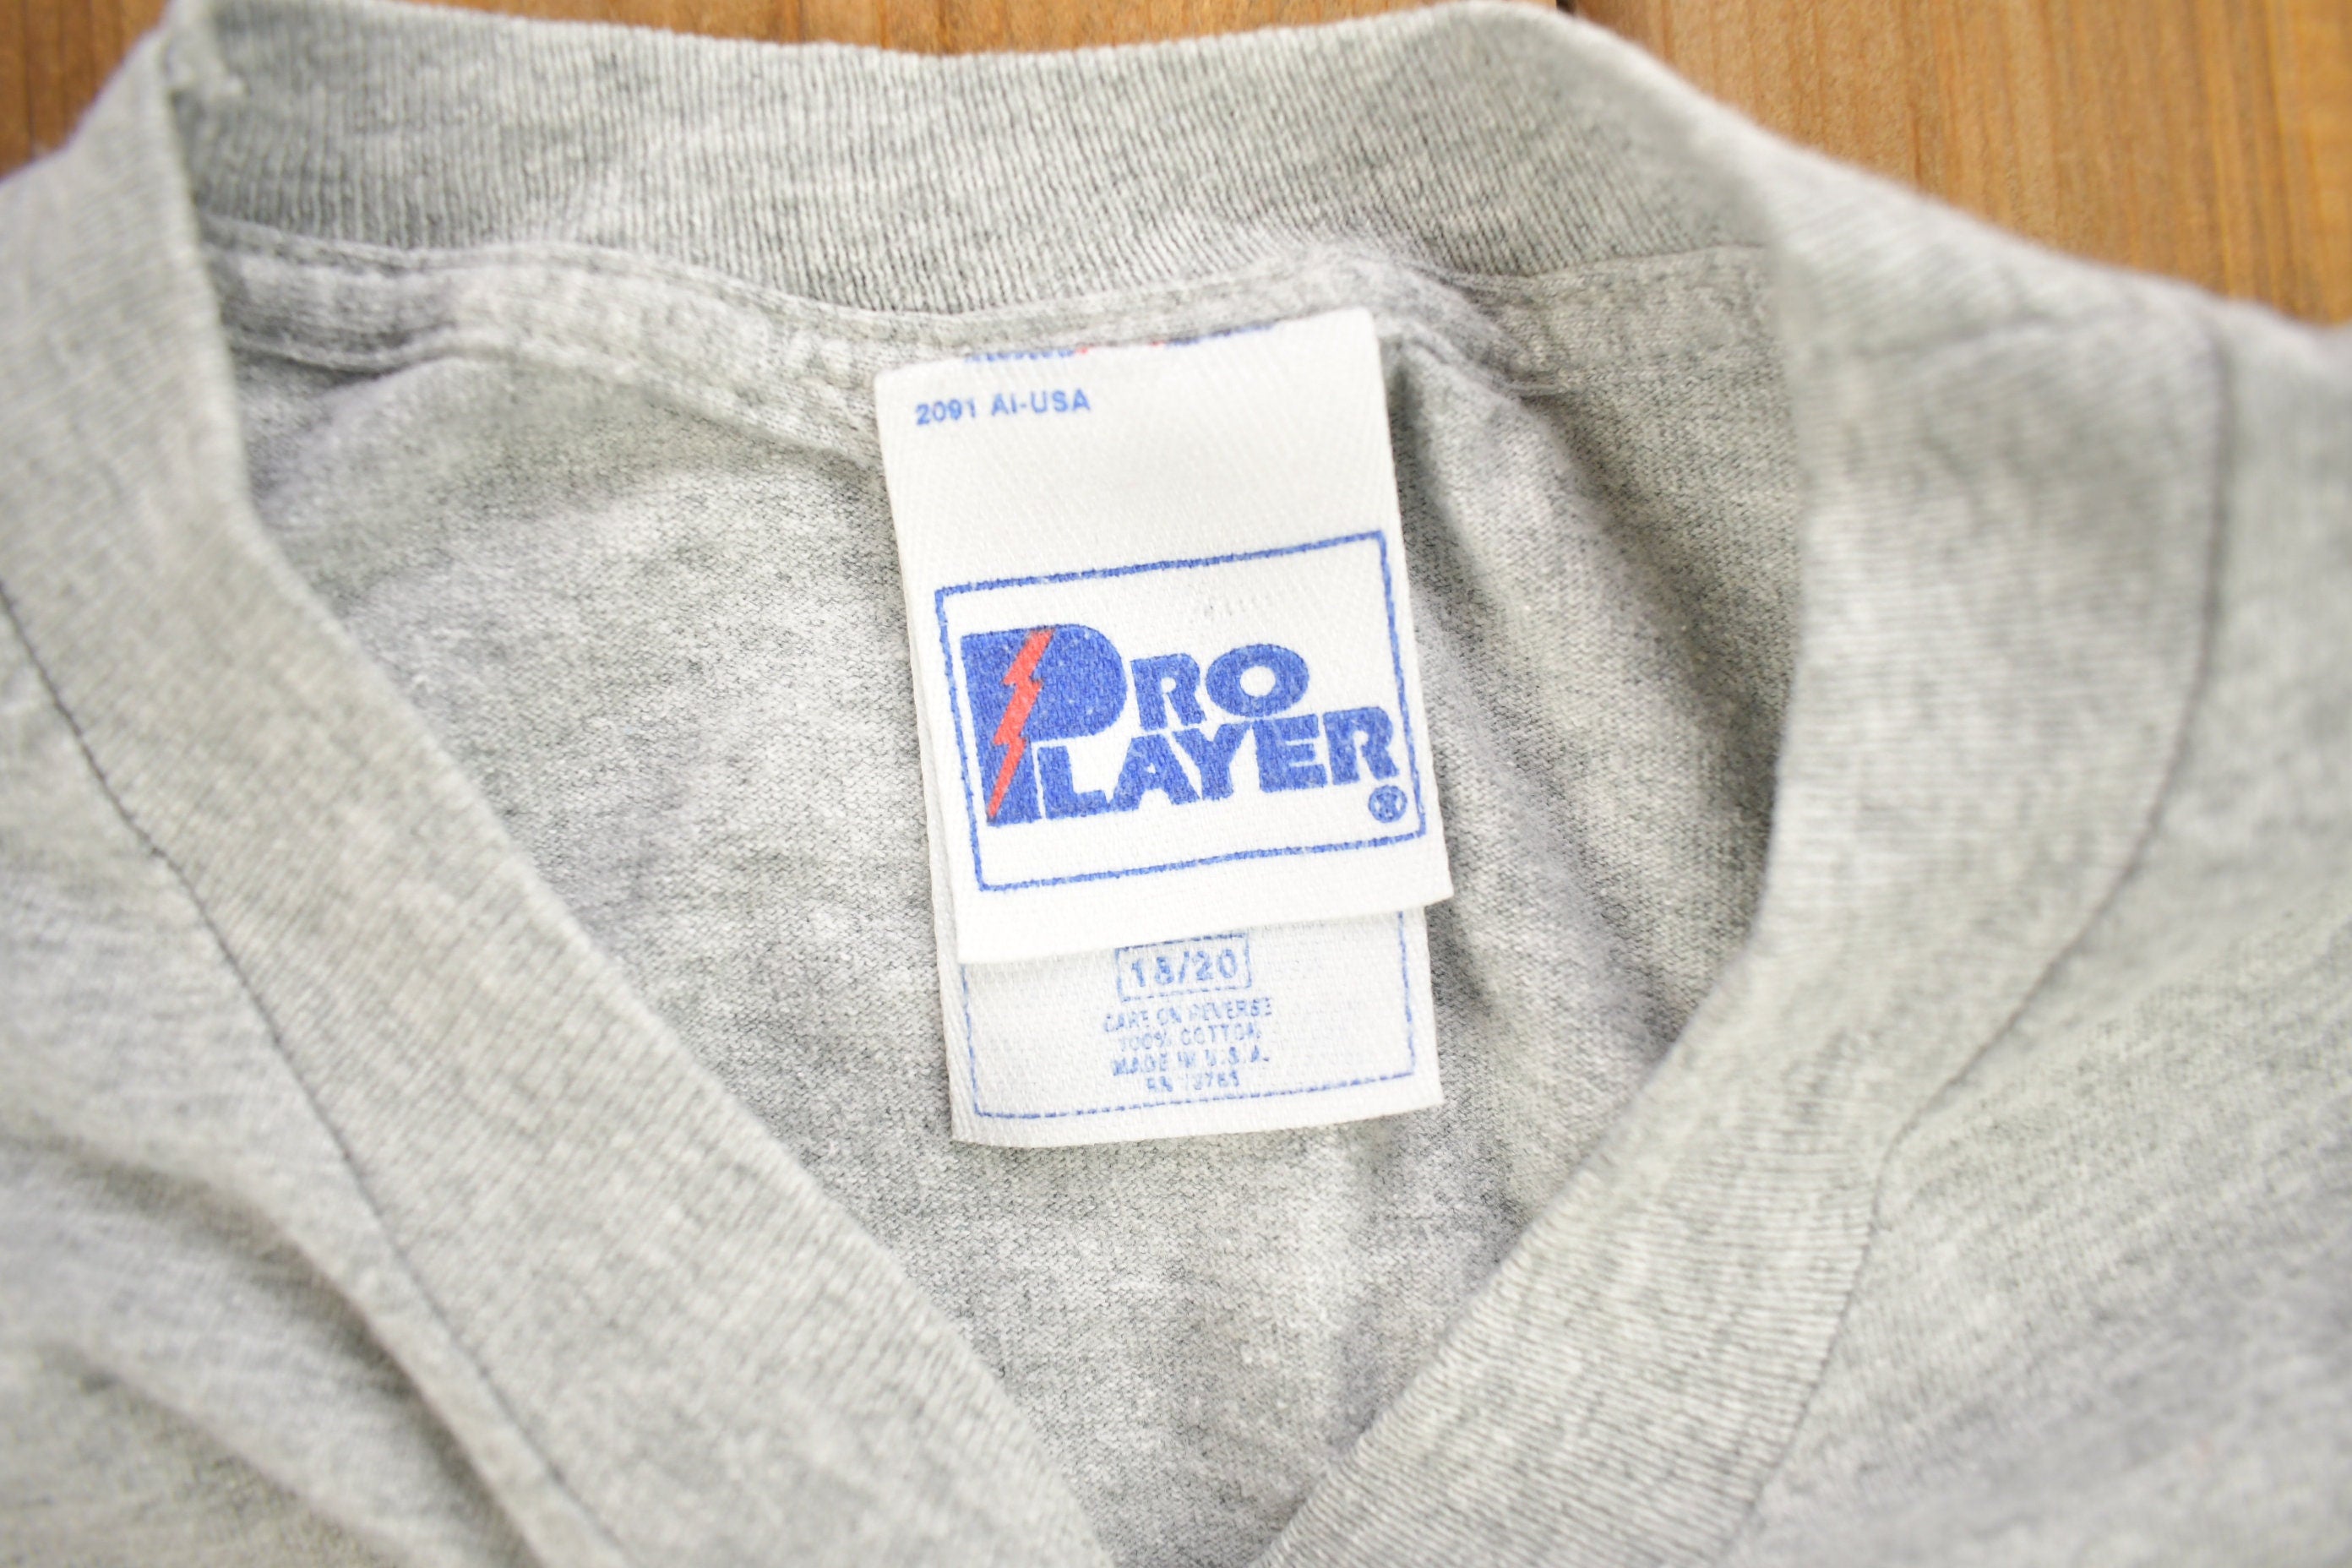 2091 AI-USA
PRO
PLAYER
®
18/20
CARE ON REVERSE
100% COTTON
MADE IN U.S.A.